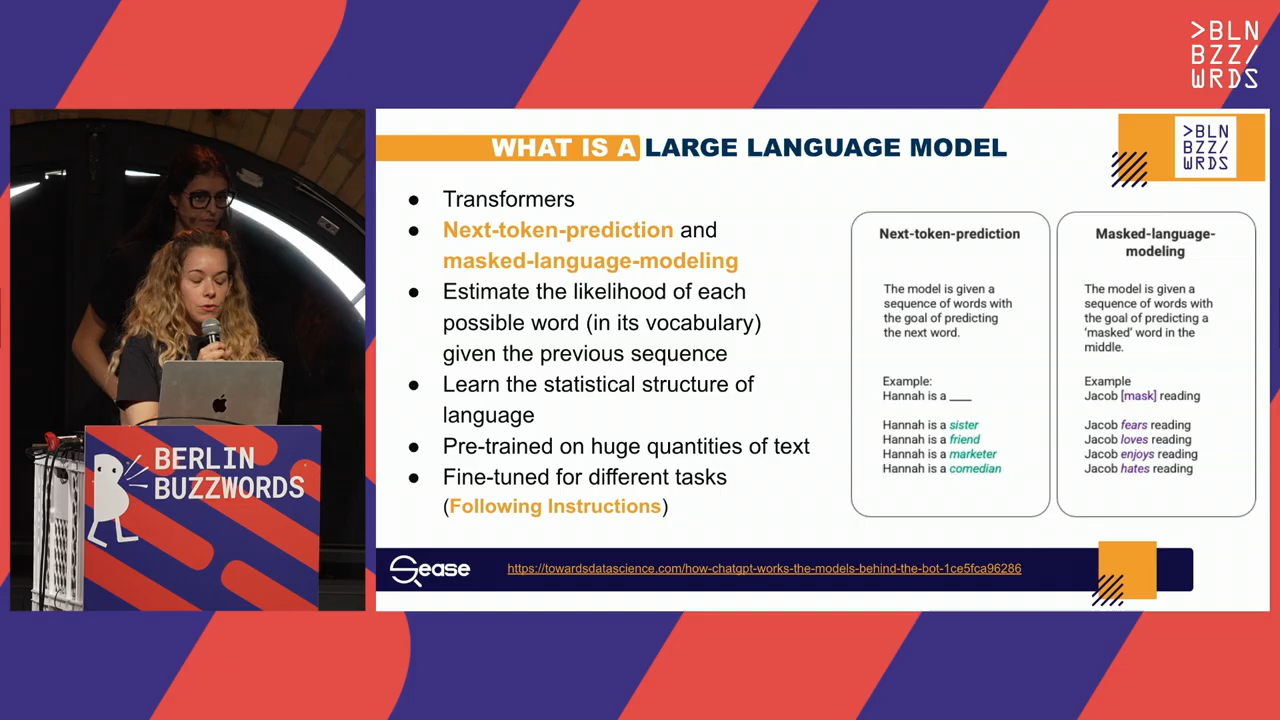 >BLN
BZZ/
WRDS
WHAT IS A LARGE LANGUAGE MODEL
>BLN
BZZ/
WRDS
● Transformers
● Next-token-prediction and
masked-language-modeling
● Estimate the likelihood of each
possible word (in its vocabulary)
given the previous sequence
● Learn the statistical structure of
language
● Pre-trained on huge quantities of text
● Fine-tuned for different tasks
(Following Instructions)
Next-token-prediction
The model is given a
sequence of words with
the goal of predicting
the next word.
Example:
Hannah is a ____
Hannah is a sister
Hannah is a friend
Hannah is a marketer
Hannah is a comedian
Masked-language-
modeling
The model is given a
sequence of words with
the goal of predicting a
'masked' word in the
middle.
Example
Jacob [mask] reading
Jacob fears reading
Jacob loves reading
Jacob enjoys reading
Jacob hates reading
Sease
https://towardsdatascience.com/how-chatgpt-works-the-models-behind-the-bot-1ce5fca96286
BERLIN
BUZZWORDS